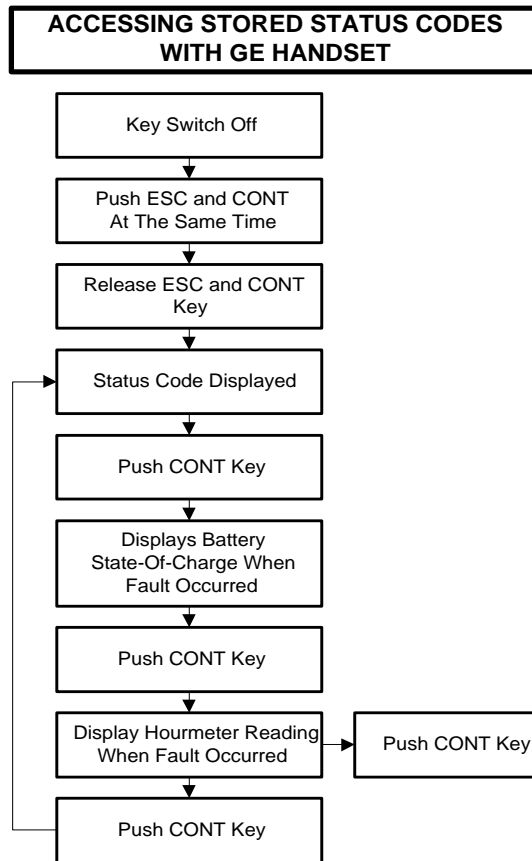 ACCESSING STORED STATUS CODES
WITH GE HANDSET
Key Switch Off
Push ESC and CONT
At The Same Time
Release ESC and CONT
Key
Status Code Displayed
Push CONT Key
Displays Battery
State-Of-Charge When
Fault Occurred
Push CONT Key
Display Hourmeter Reading
When Fault Occurred
Push CONT Key
Push CONT Key